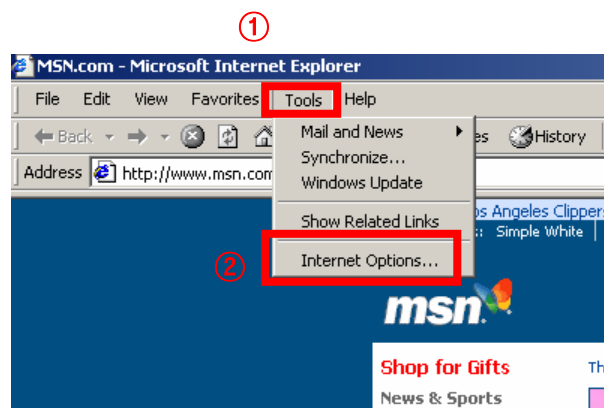 ①
MSN.com - Microsoft Internet Explorer
File Edit View Favorites Tools Help
Back
Mail and News
History
Synchronize...
Address http://www.msn.com
Windows Update
Show Related Links
Angeles Clippers
Simple White
② Internet Options...
msn
Shop for Gifts
News & Sports